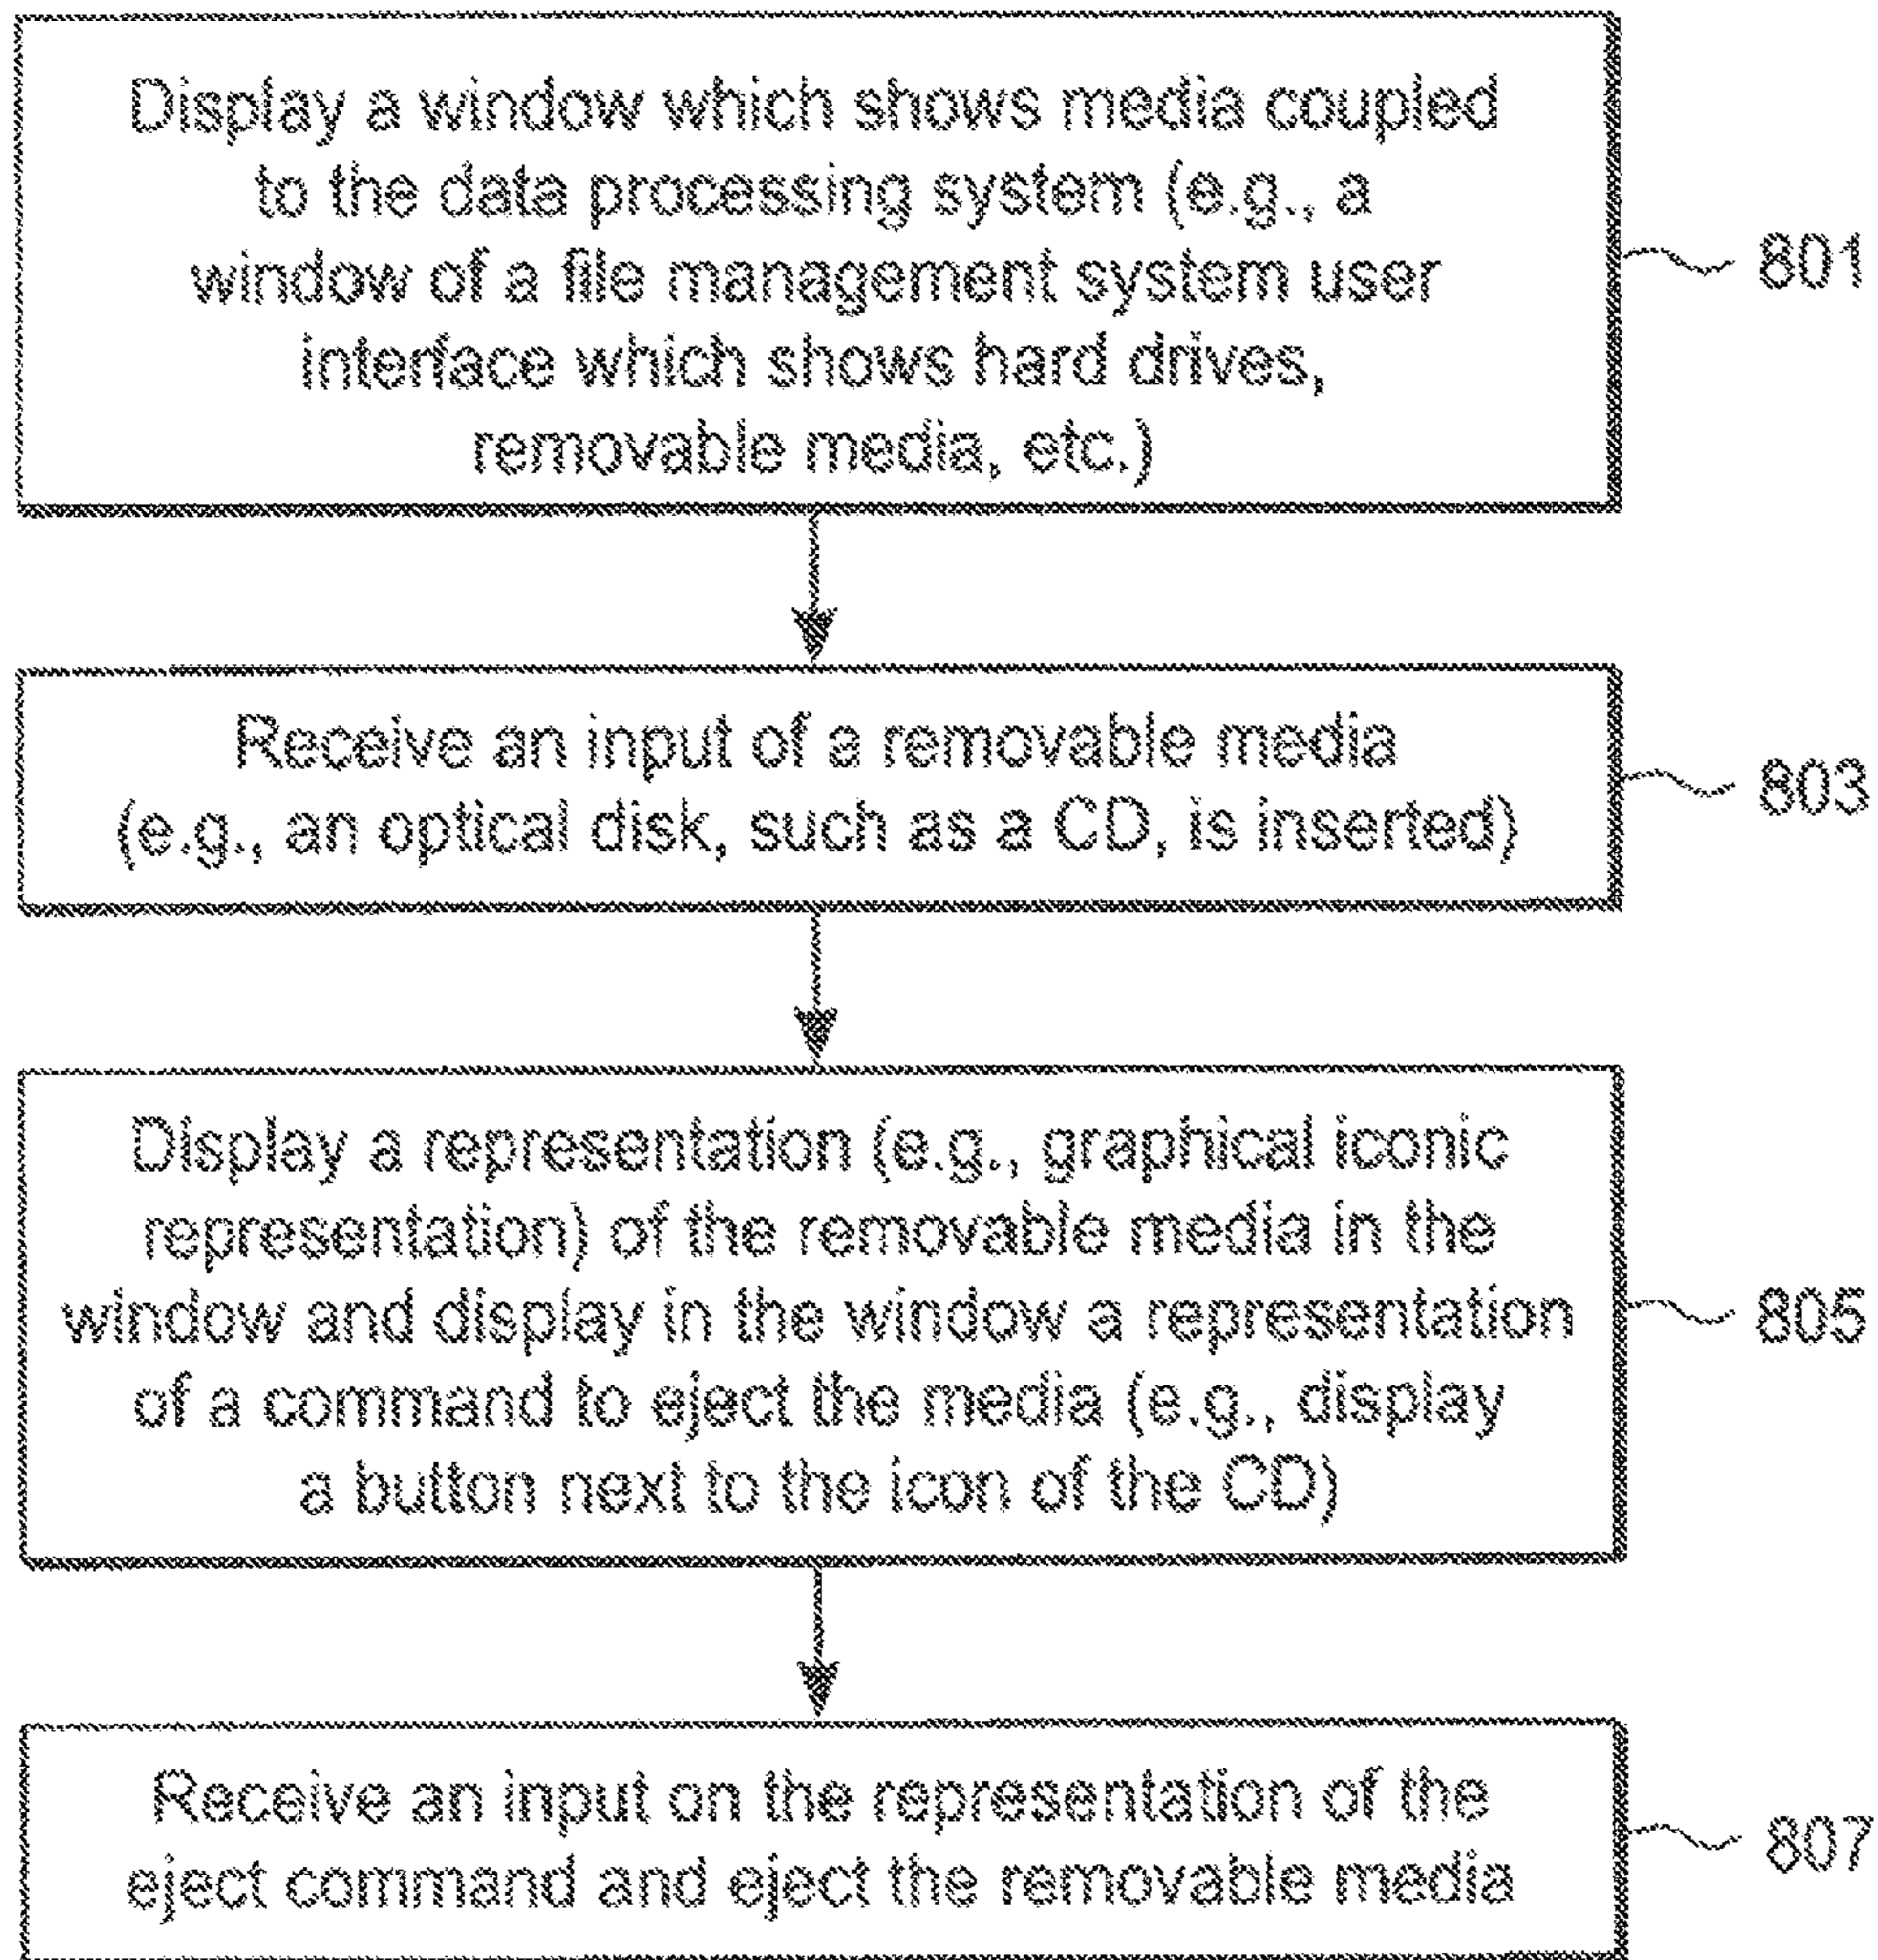 Display a window which shows media coupled
to the data processing system (e.g., a
window of a file management system user
interface which shows hard drives,
removable media, etc.)
801
Receive an input of a removable media
(e.g., an optical disk, such as a CD, is inserted)
803
Display a representation (e.g., graphical iconic
representation) of the removable media in the
window and display in the window a representation
of a command to eject the media (e.g., display
a button next to the icon of the CD)
805
Receive an input on the representation of the
eject command and eject the removable media
807